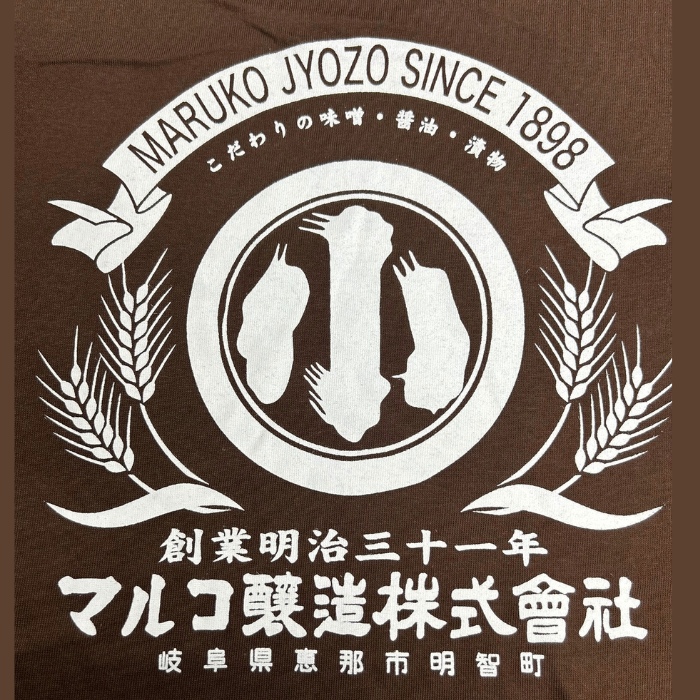 MARUKO JYOZO SINCE 1898
こだわりの味噌・醤油・漬物
小
創業明治三十一年
マルコ醸造株式會社
岐阜県恵那市明智町